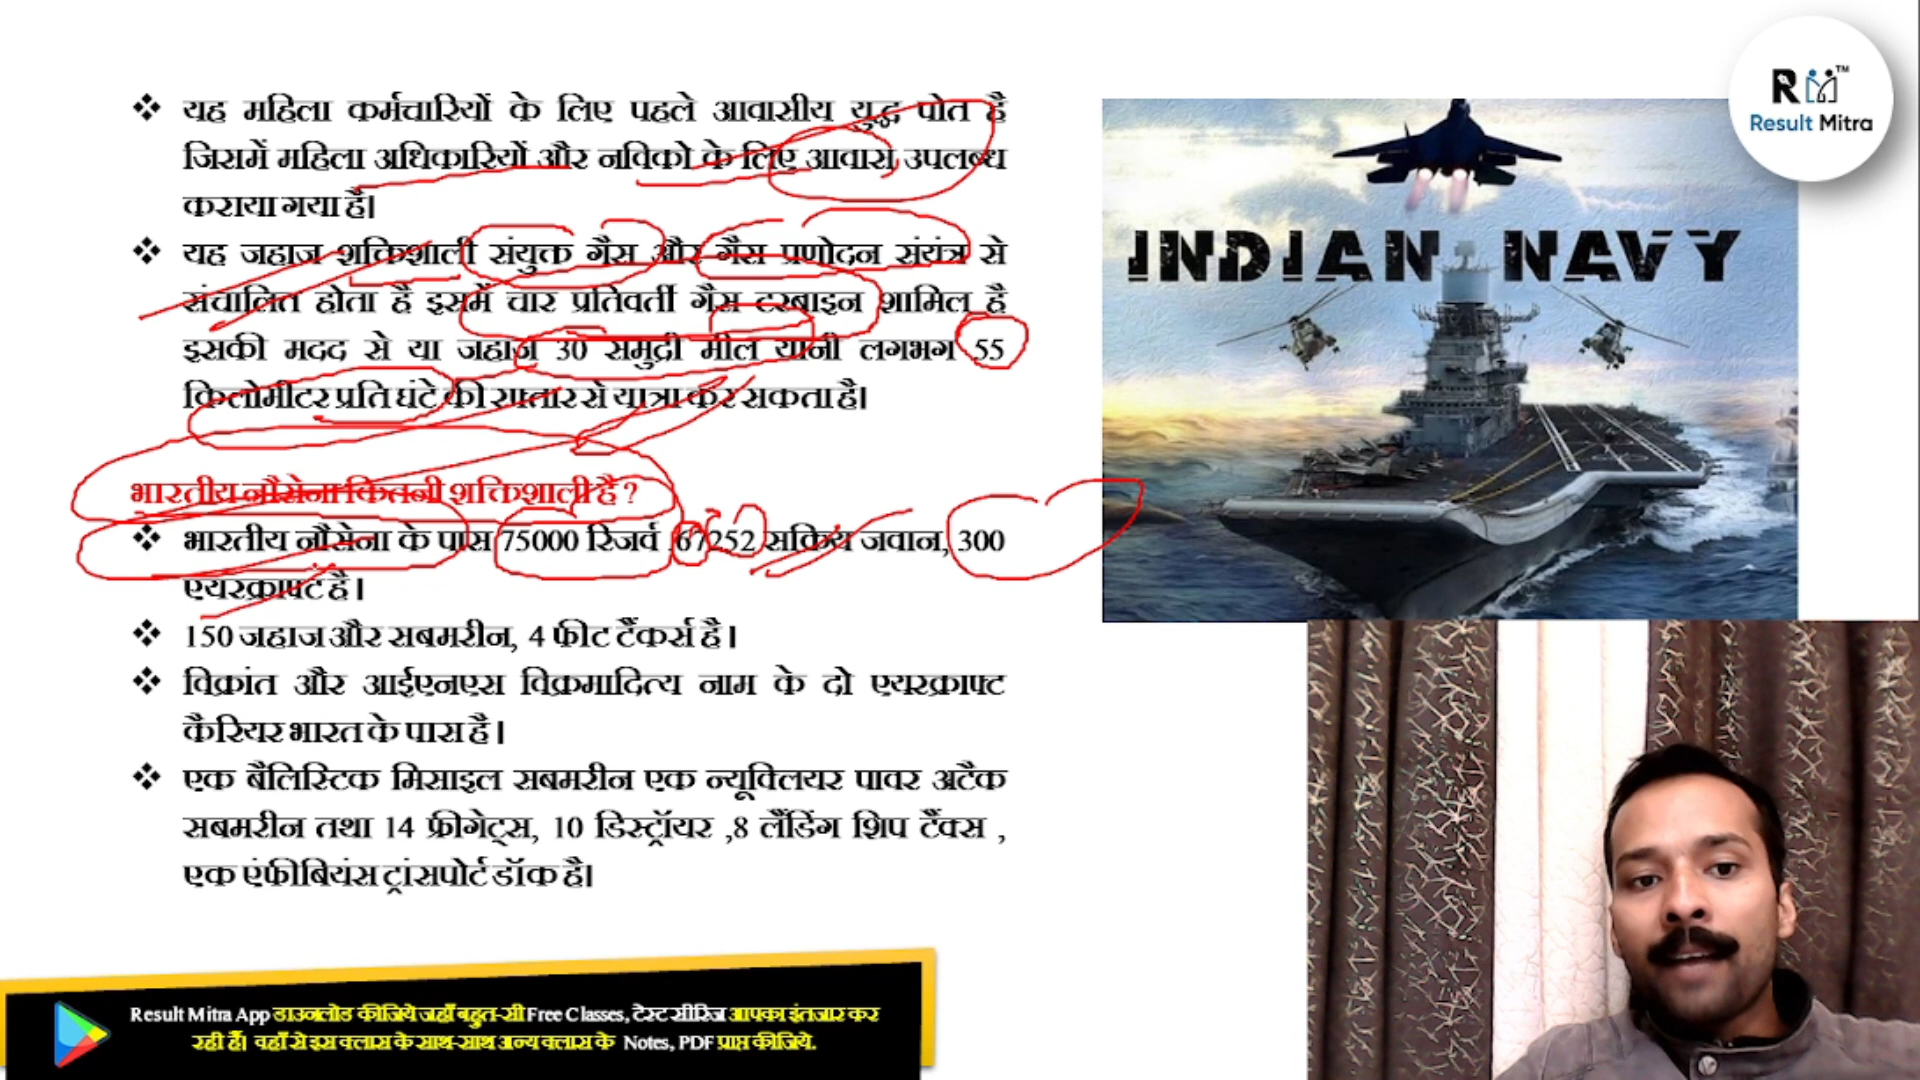 ❖ यह महिला कर्मचारियों के लिए पहले आवासीय युद्ध पोत है
जिसमें महिला अधिकारियों और नविको के लिए आवास उपलब्ध
कराया गया है।
❖ यह जहाज शक्तिशाली संयुक्त गैस और गैस प्रणोदन संयंत्र से
संचालित होता है इसमें चार प्रतिवर्ती गैस टरबाइन शामिल है
इसकी मदद से या जहाज 30 समुद्री मील यानी लगभग 55
किलोमीटर प्रति घंटे की रफ्तार से यात्रा कर सकता है।
भारतीय नौसेना कितनी शक्तिशाली है ?
❖ भारतीय नौसेना के पास 75000 रिजर्व ,67252 सक्रिय जवान, 300
एयरक्राफ्ट है ।
❖ 150 जहाज और सबमरीन, 4 फीट टैंकर्स है ।
❖ विक्रांत और आईएनएस विक्रमादित्य नाम के दो एयरक्राफ्ट
कैरियर भारत के पास है ।
❖ एक बैलिस्टिक मिसाइल सबमरीन एक न्यूक्लियर पावर अटैक
सबमरीन तथा 14 फ्रीगेट्स, 10 डिस्ट्रॉयर ,8 लैंडिंग शिप टैंक्स ,
एक एंफीबियंस ट्रांसपोर्ट डॉक है।
INDIAN NAVY
RM™
Result Mitra
Result Mitra App डाउनलोड कीजिये जहाँ बहुत-सी Free Classes, टेस्ट सीरिज आपका इंतजार कर
रही हैं। वहाँ से इस क्लास के साथ-साथ अन्य क्लास के Notes, PDF प्राप्त कीजिये.